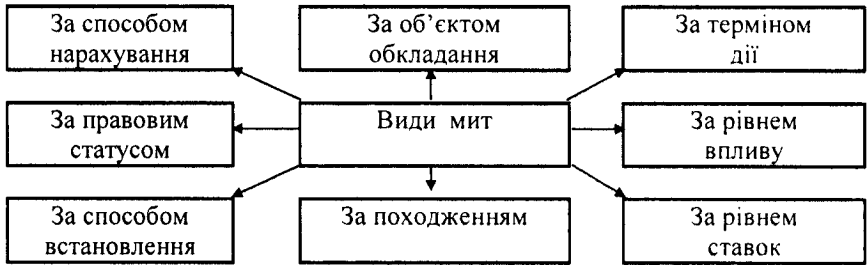 За способом
нарахування
За об’єктом
обкладання
За терміном
дії
За правовим
статусом
Види мит
За рівнем
впливу
За способом
встановлення
За походженням
За рівнем
ставок